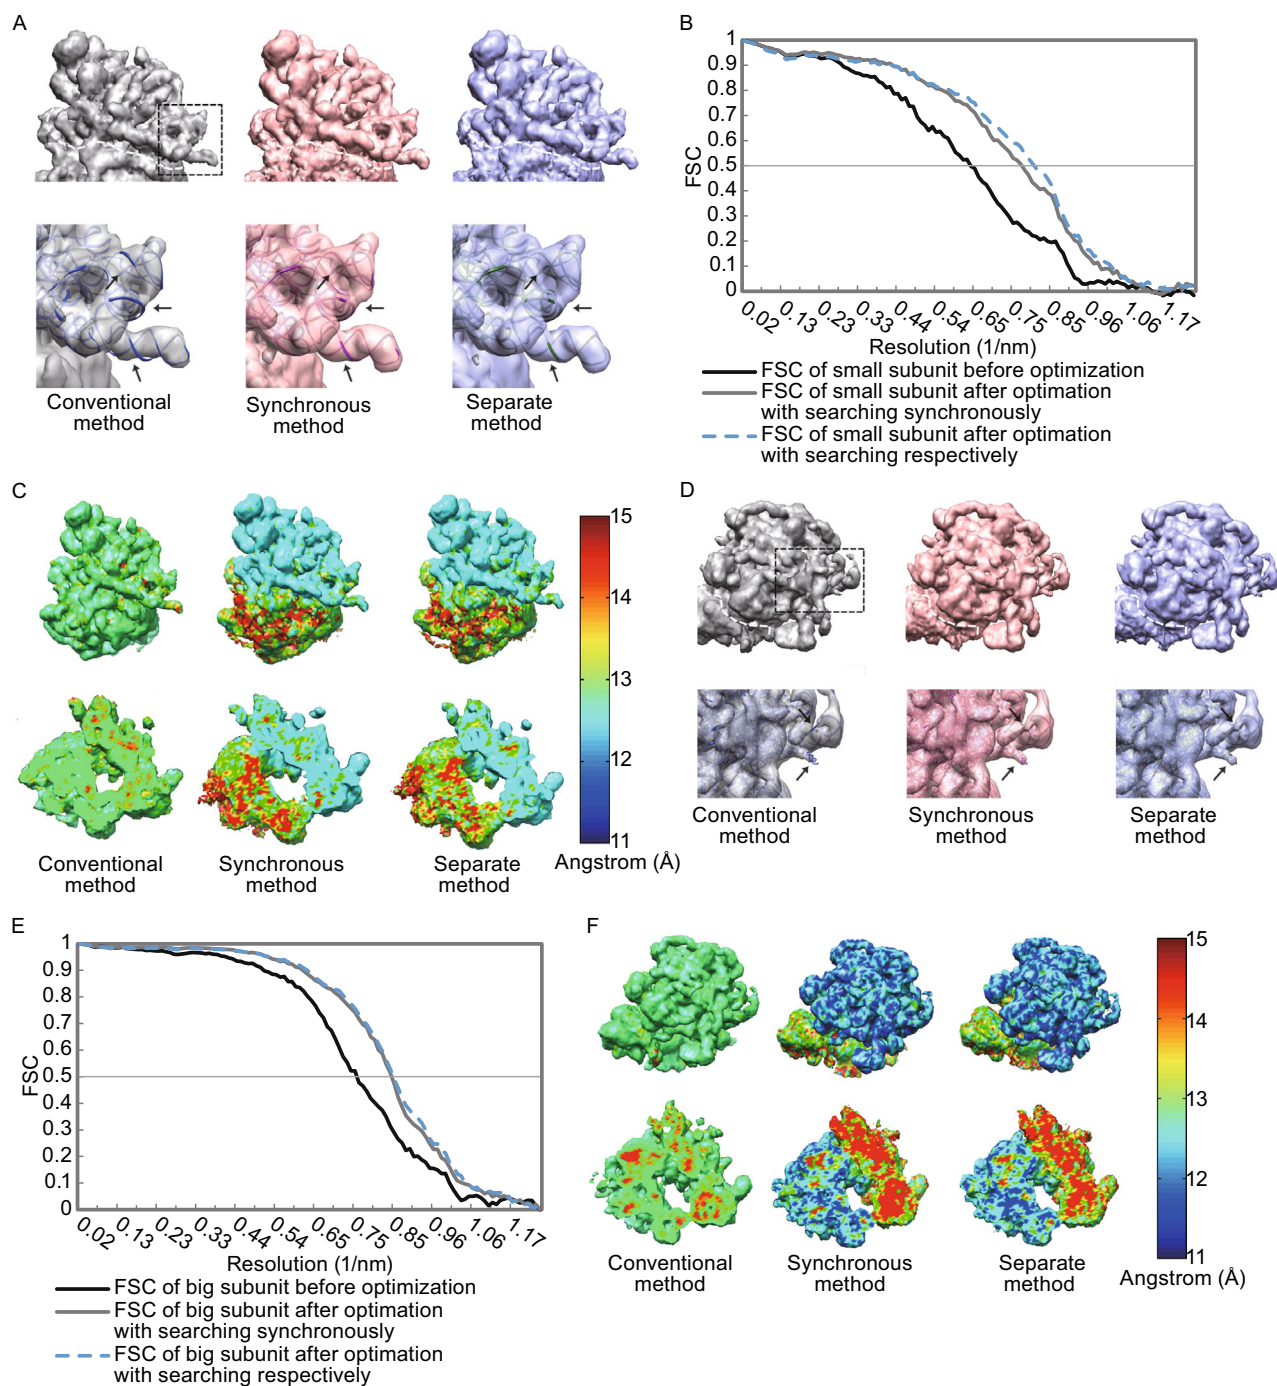 A
Conventional
method
Synchronous
method
Separate
method
B
1
0.9
0.8
0.7
0.6
0.5
0.4
0.3
0.2
0.1
0
FSC
0.02
0.13
0.23
0.33
0.44
0.54
0.65
0.75
0.85
0.96
1.06
1.17
Resolution (1/nm)
FSC of small subunit before optimization
FSC of small subunit after optimation
with searching synchronously
FSC of small subunit after optimation
with searching respectively
C
Conventional
method
Synchronous
method
Separate
method
15
14
13
12
11
Angstrom (Å)
D
Conventional
method
Synchronous
method
Separate
method
E
1
0.9
0.8
0.7
0.6
0.5
0.4
0.3
0.2
0.1
0
FSC
0.02
0.13
0.23
0.33
0.44
0.54
0.65
0.75
0.85
0.96
1.06
1.17
Resolution (1/nm)
FSC of big subunit before optimization
FSC of big subunit after optimation
with searching synchronously
FSC of big subunit after optimation
with searching respectively
F
Conventional
method
Synchronous
method
Separate
method
15
14
13
12
11
Angstrom (Å)